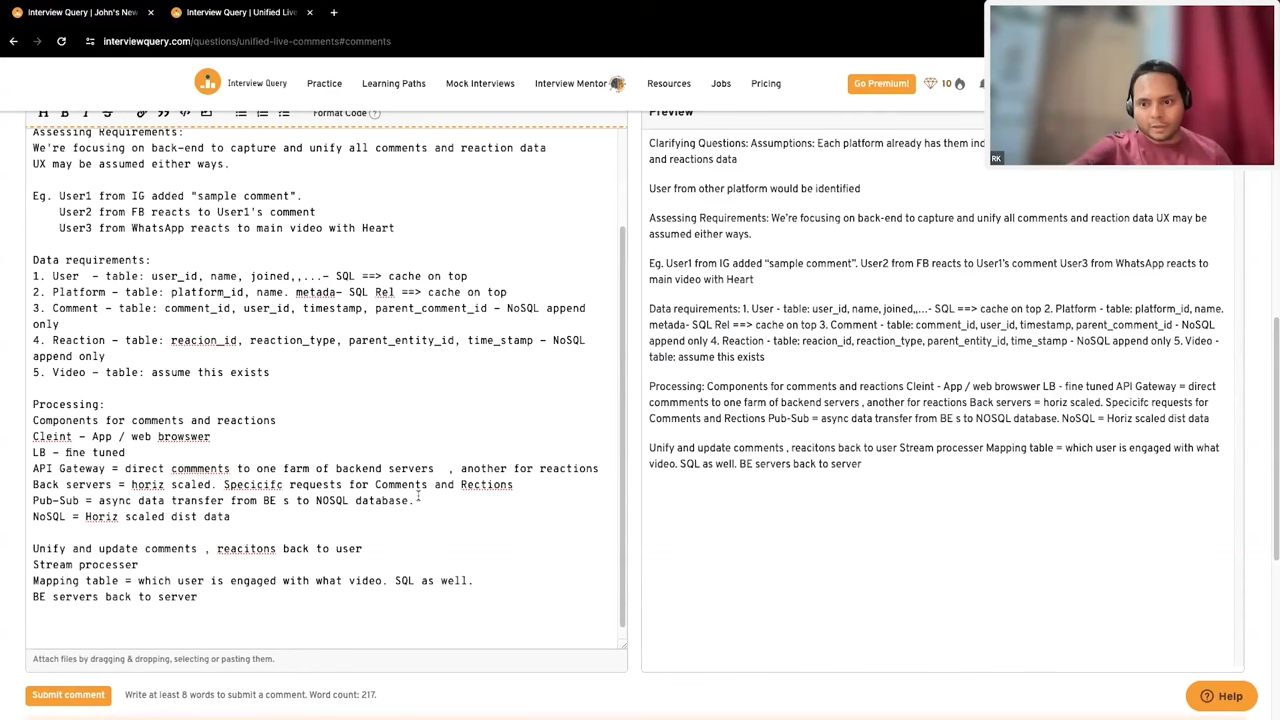 Interview Query | John's New
Interview Query | Unified Live
interviewquery.com/questions/unified-live-comments#comments
Interview Query
Practice
Learning Paths
Mock Interviews
Interview Mentor
Resources
Jobs
Pricing
Go Premium!
10
H B I
Format Code ?
Preview
Assessing Requirements:
We're focusing on back-end to capture and unify all comments and reaction data
UX may be assumed either ways.
Eg. User1 from IG added "sample comment".
User2 from FB reacts to User1's comment
User3 from WhatsApp reacts to main video with Heart
Data requirements:
1. User - table: user_id, name, joined,,...- SQL ==> cache on top
2. Platform - table: platform_id, name. metada- SQL Rel ==> cache on top
3. Comment - table: comment_id, user_id, timestamp, parent_comment_id - NoSQL append
only
4. Reaction - table: reacion_id, reaction_type, parent_entity_id, time_stamp - NoSQL
append only
5. Video - table: assume this exists
Processing:
Components for comments and reactions
Cleint - App / web browswer
LB - fine tuned
API Gateway = direct commments to one farm of backend servers , another for reactions
Back servers = horiz scaled. Specicifc requests for Comments and Rections
Pub-Sub = async data transfer from BE s to NOSQL database.
NoSQL = Horiz scaled dist data
Unify and update comments , reacitons back to user
Stream processer
Mapping table = which user is engaged with what video. SQL as well.
BE servers back to server
Attach files by dragging & dropping, selecting or pasting them.
Submit comment
Write at least 8 words to submit a comment. Word count: 217.
Clarifying Questions: Assumptions: Each platform already has them ind
and reactions data
User from other platform would be identified
Assessing Requirements: We're focusing on back-end to capture and unify all comments and reaction data UX may be
assumed either ways.
Eg. User1 from IG added “sample comment”. User2 from FB reacts to User1's comment User3 from WhatsApp reacts to
main video with Heart
Data requirements: 1. User - table: user_id, name, joined,,...- SQL ==> cache on top 2. Platform - table: platform_id, name.
metada- SQL Rel ==> cache on top 3. Comment - table: comment_id, user_id, timestamp, parent_comment_id - NoSQL
append only 4. Reaction - table: reacion_id, reaction_type, parent_entity_id, time_stamp - NoSQL append only 5. Video -
table: assume this exists
Processing: Components for comments and reactions Cleint - App / web browswer LB - fine tuned API Gateway = direct
commments to one farm of backend servers , another for reactions Back servers = horiz scaled. Specicifc requests for
Comments and Rections Pub-Sub = async data transfer from BE s to NOSQL database. NoSQL = Horiz scaled dist data
Unify and update comments , reacitons back to user Stream processer Mapping table = which user is engaged with what
video. SQL as well. BE servers back to server
RK
Help